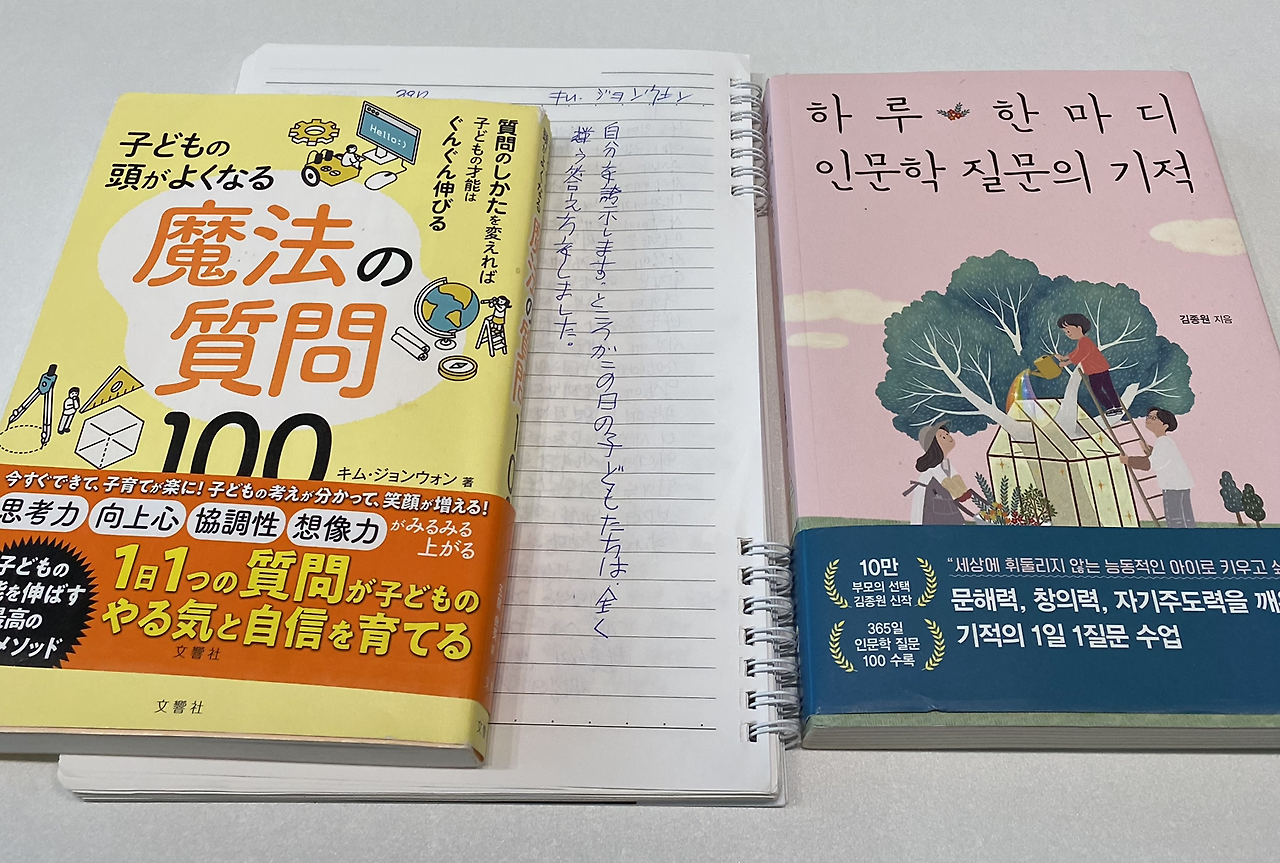 子どもの
頭がよくなる
魔法の
質問
100
質問のしかたを変えれば
子どもの才能は
ぐんぐん伸びる
Hello:)
キム・ジョンウォン 著
今すぐできて、子育てが楽に!子どもの考えが分かって、笑顔が増える!
思考力 向上心 協調性 想像力 がみるみる
上がる
子どもの
を伸ばす
最高の
メソッド
1日1つの質問が子どもの
やる気と自信を育てる
文響社
文響社
自分を誇示します。ところがこの日の子どもたちは、全く
違う答え方をしました。
하루 한마디
인문학 질문의 기적
김종원 지음
10만
부모의 선택
김종원 신작
365일
인문학 질문
100 수록
“세상에 휘둘리지 않는 능동적인 아이로 키우고
문해력, 창의력, 자기주도력을
기적의 1일 1질문 수업